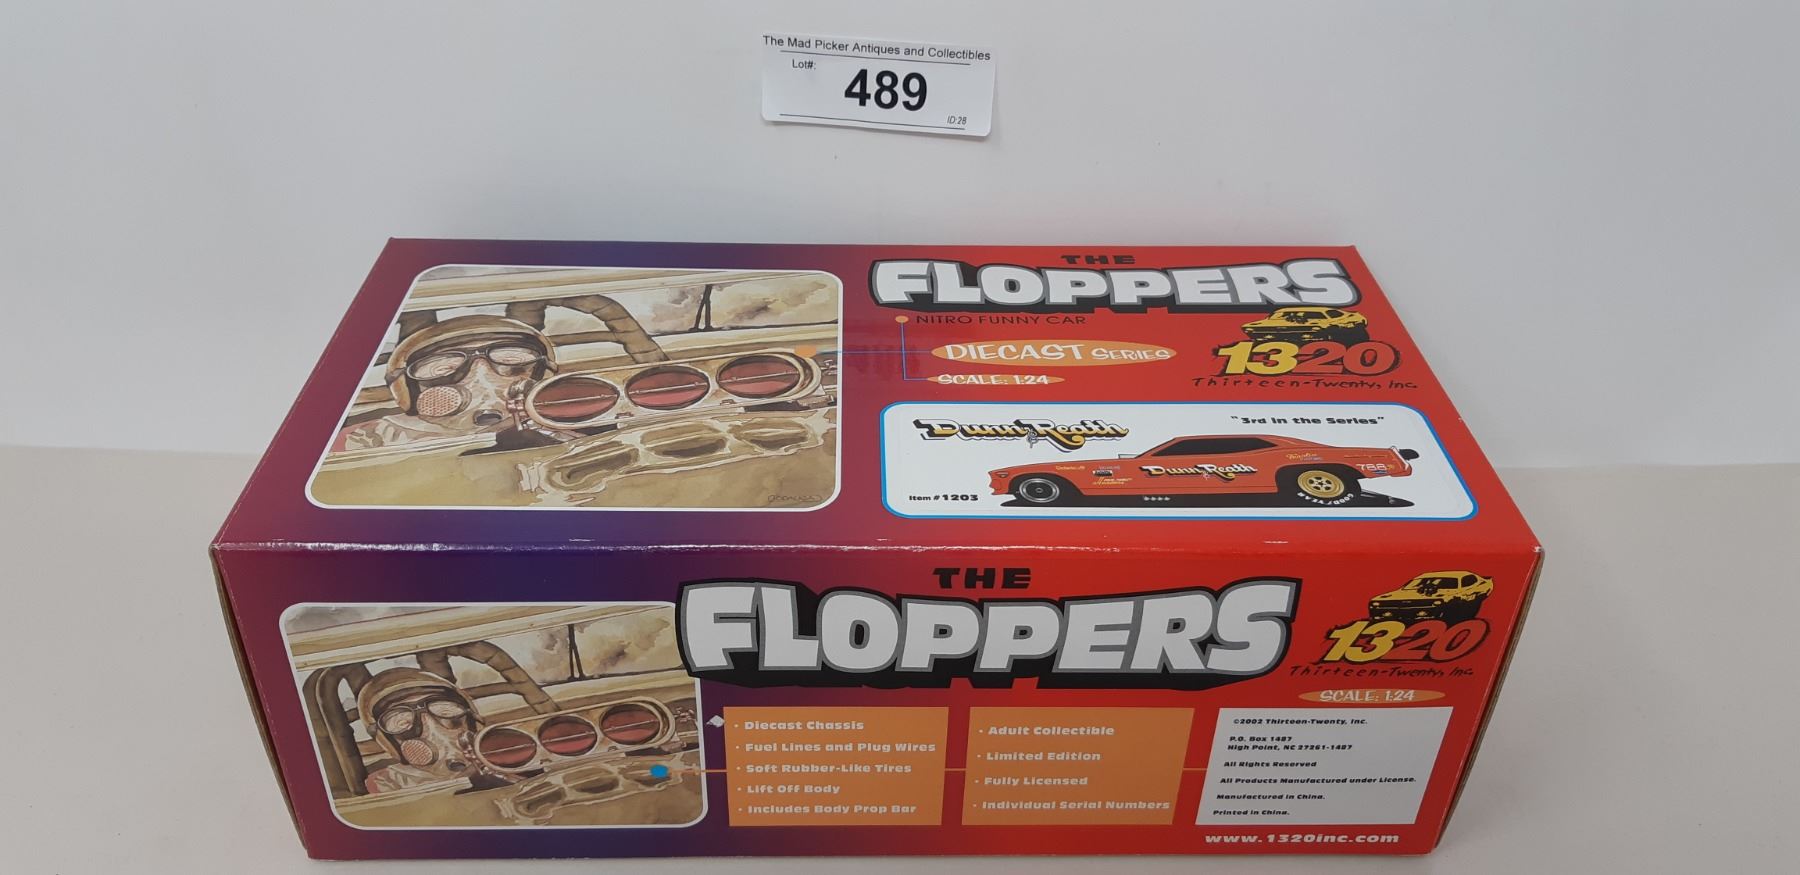 The Mad Picker Antiques and Collectibles
Lot#:
489
ID:28
THE
FLOPPERS
NITRO FUNNY CAR
DIECAST SERIES
SCALE: 1:24
1320
Thirteen-Twenty, Inc.
Dunn & Reath
"3rd in the Series"
Item # 1203
Dunn & Reath
GOODYEAR
THE
FLOPPERS
1320
Thirteen-Twenty, Inc.
SCALE: 1:24
• Diecast Chassis
• Fuel Lines and Plug Wires
• Soft Rubber-Like Tires
• Lift Off Body
• Includes Body Prop Bar
• Adult Collectible
• Limited Edition
• Fully Licensed
• Individual Serial Numbers
©2002 Thirteen-Twenty, Inc.
P.O. Box 1487
High Point, NC 27261-1487
All Rights Reserved
All Products Manufactured under License.
Manufactured in China.
Printed in China.
www.1320inc.com